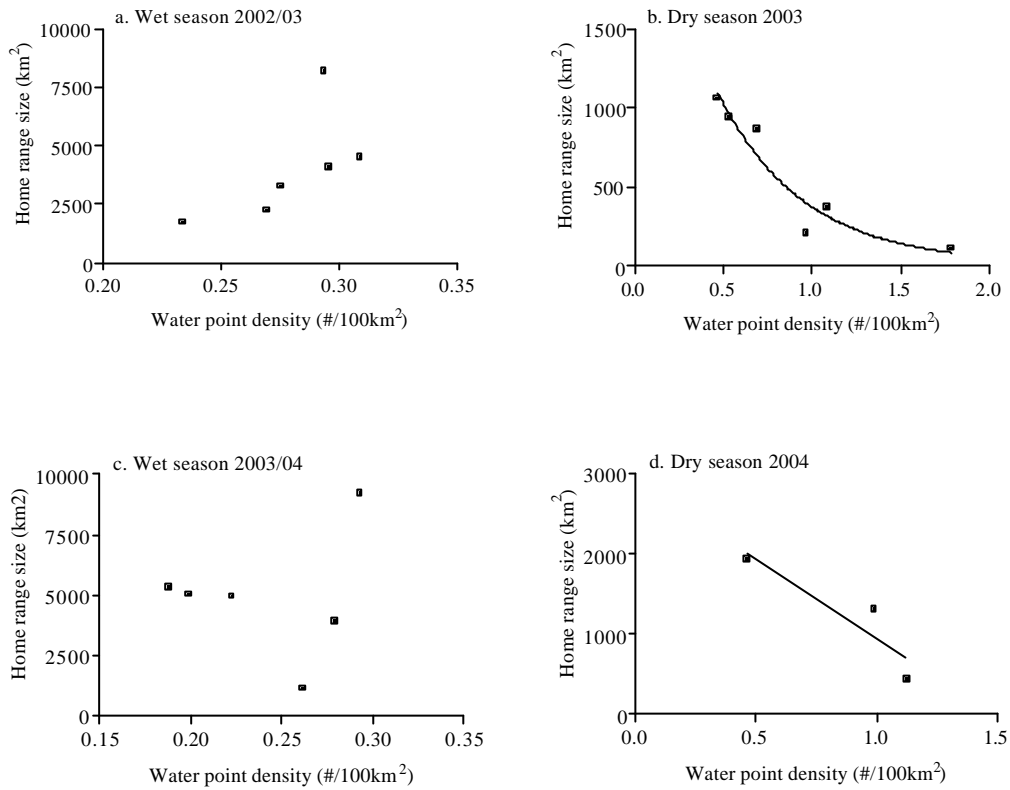 a. Wet season 2002/03
10000
7500
5000
2500
0
0.20 0.25 0.30 0.35
Home range size (km²)
Water point density (#/100km²)
b. Dry season 2003
1500
1000
500
0
0.0 0.5 1.0 1.5 2.0
Home range size (km²)
Water point density (#/100km²)
c. Wet season 2003/04
10000
7500
5000
2500
0
0.15 0.20 0.25 0.30 0.35
Home range size (km2)
Water point density (#/100km²)
d. Dry season 2004
3000
2000
1000
0
0.0 0.5 1.0 1.5
Home range size (km²)
Water point density (#/100km²)